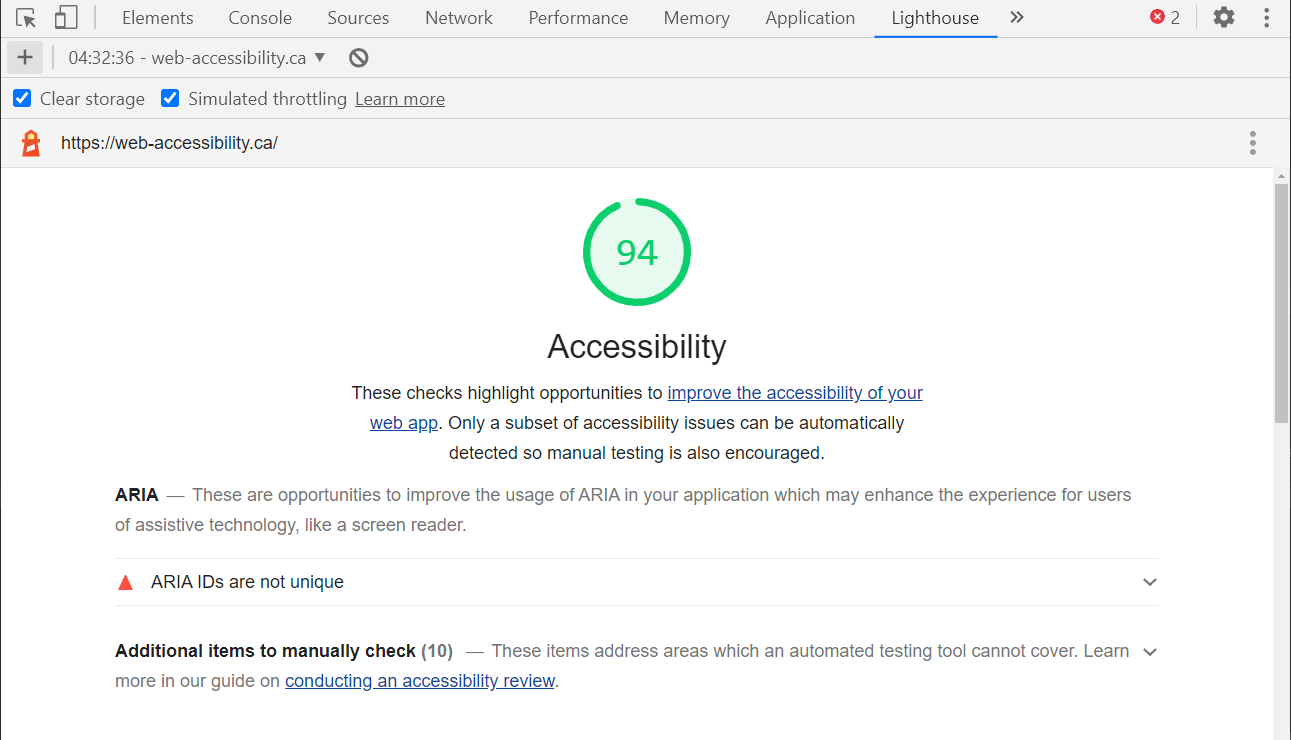 Elements Console Sources Network Performance Memory Application Lighthouse 2
04:32:36 - web-accessibility.ca
Clear storage Simulated throttling Learn more
https://web-accessibility.ca/
94
Accessibility
These checks highlight opportunities to improve the accessibility of your
web app. Only a subset of accessibility issues can be automatically
detected so manual testing is also encouraged.
ARIA — These are opportunities to improve the usage of ARIA in your application which may enhance the experience for users
of assistive technology, like a screen reader.
ARIA IDs are not unique
Additional items to manually check (10) — These items address areas which an automated testing tool cannot cover. Learn
more in our guide on conducting an accessibility review.